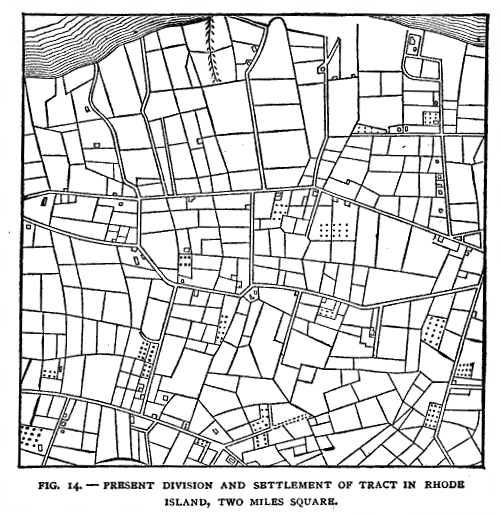 FIG. 14. — PRESENT DIVISION AND SETTLEMENT OF TRACT IN RHODE
ISLAND, TWO MILES SQUARE.